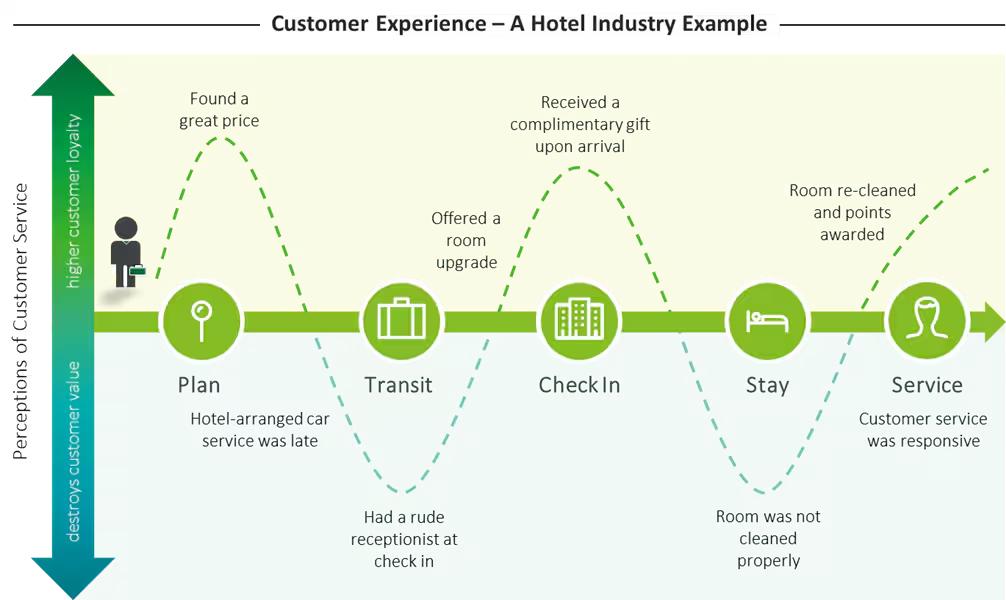 Customer Experience – A Hotel Industry Example
Perceptions of Customer Service
higher customer loyalty
destroys customer value
Found a
great price
Received a
complimentary gift
upon arrival
Offered a
room
upgrade
Room re-cleaned
and points
awarded
Plan
Transit
Check In
Stay
Service
Hotel-arranged car
service was late
Customer service
was responsive
Had a rude
receptionist at
check in
Room was not
cleaned
properly